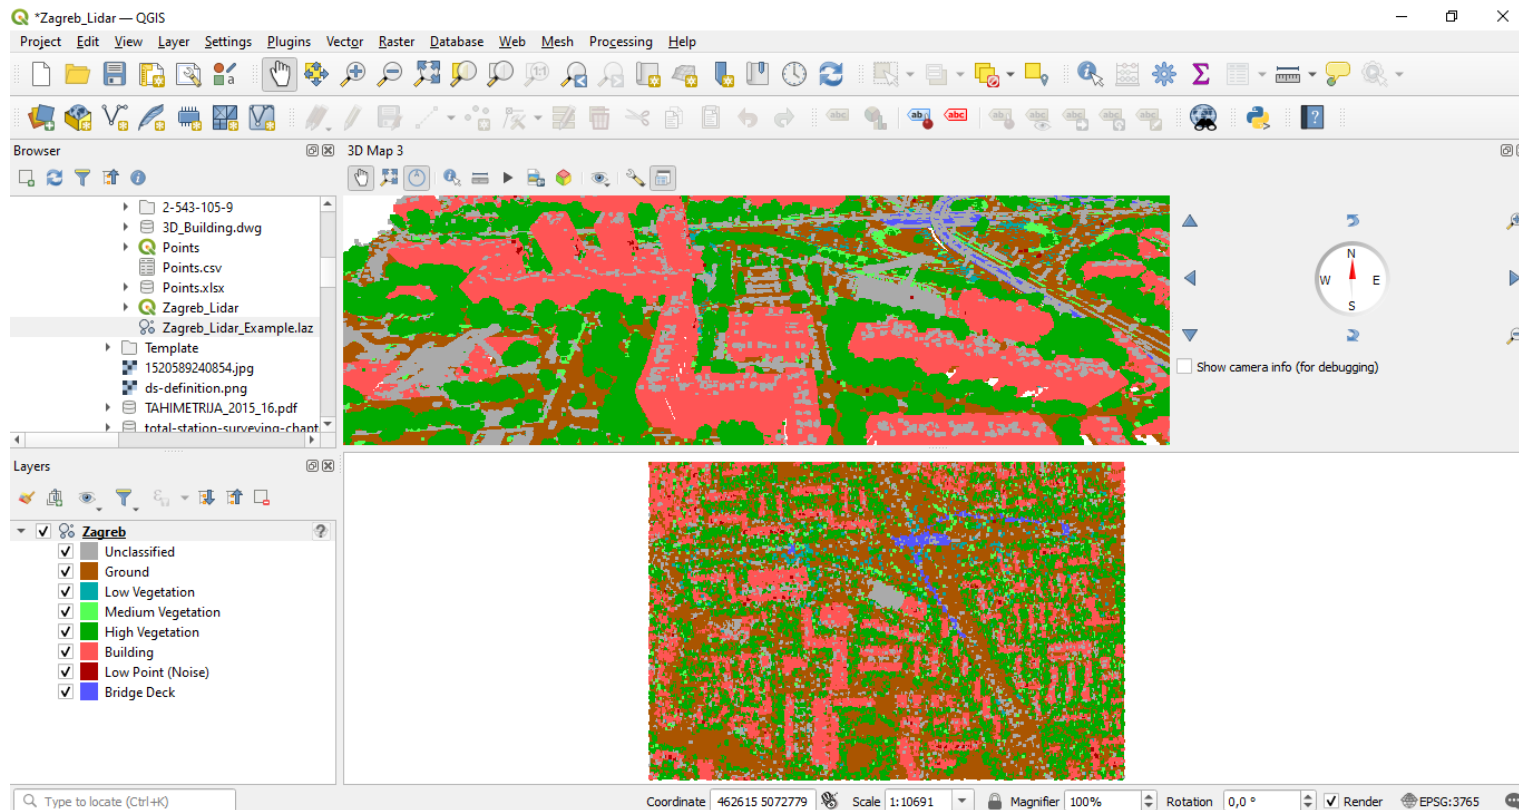 *Zagreb_Lidar — QGIS
Project Edit View Layer Settings Plugins Vector Raster Database Web Mesh Processing Help
Browser
3D Map 3
2-543-105-9
3D_Building.dwg
Points
Points.csv
Points.xlsx
Zagreb_Lidar
Zagreb_Lidar_Example.laz
Template
1520589240854.jpg
ds-definition.png
TAHIMETRIJA_2015_16.pdf
total-station-surveying-chapt
N
W E
S
Show camera info (for debugging)
Layers
Zagreb
Unclassified
Ground
Low Vegetation
Medium Vegetation
High Vegetation
Building
Low Point (Noise)
Bridge Deck
Type to locate (Ctrl+K)
Coordinate 462615 5072779 Scale 1:10691 Magnifier 100% Rotation 0,0 ° Render EPSG:3765